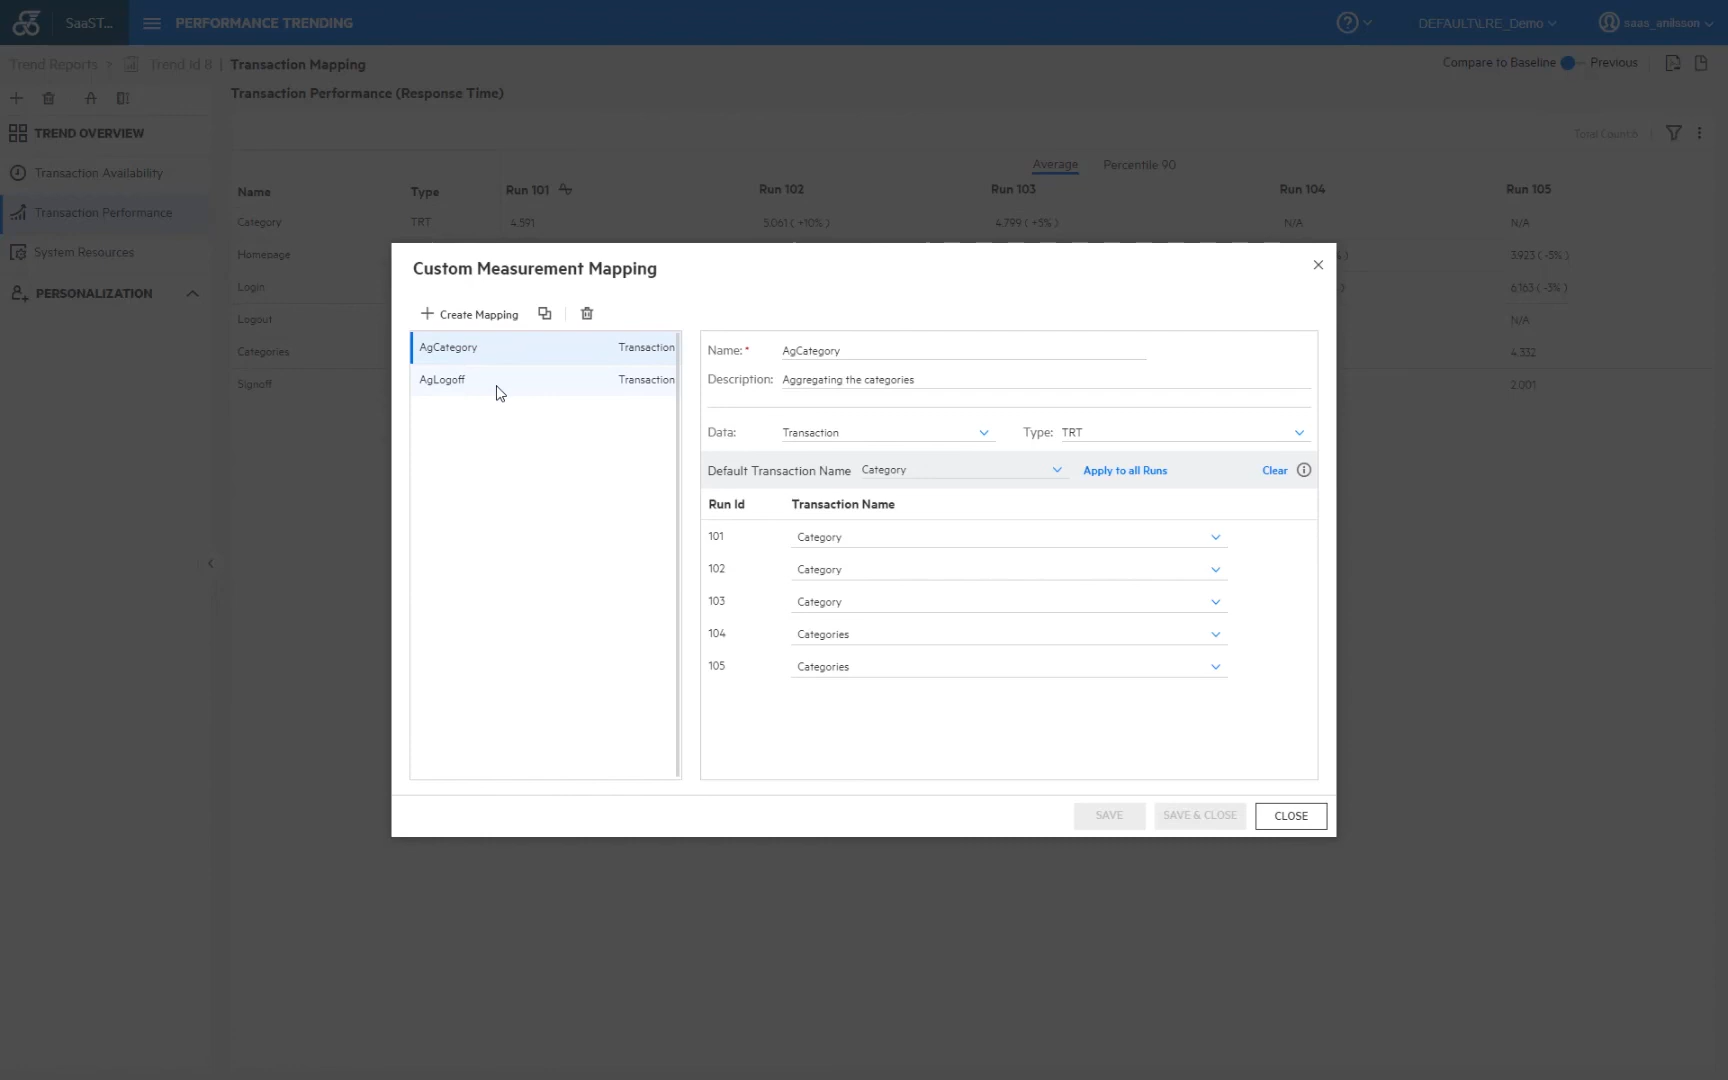 SaaST... PERFORMANCE TRENDING DEFAULT\LRE_Demo saas_anilsson
Trend Reports > Trend Id 8 | Transaction Mapping Compare to Baseline Previous
Transaction Performance (Response Time)
TREND OVERVIEW
Total Count:6
Transaction Availability
Transaction Performance
System Resources
PERSONALIZATION
Average Percentile 90
Name Type Run 101 Run 102 Run 103 Run 104 Run 105
Category TRT 4.591 5.061 ( +10% ) 4.799 ( +5% ) N/A N/A
Homepage 3.923 ( -5% )
Login 6.163 ( -3% )
Logout N/A
Categories 4.332
Signoff 2.001
Custom Measurement Mapping
Create Mapping
AgCategory Transaction
AgLogoff Transaction
Name: * AgCategory
Description: Aggregating the categories
Data: Transaction Type: TRT
Default Transaction Name Category Apply to all Runs Clear
Run Id Transaction Name
101 Category
102 Category
103 Category
104 Categories
105 Categories
SAVE SAVE & CLOSE CLOSE